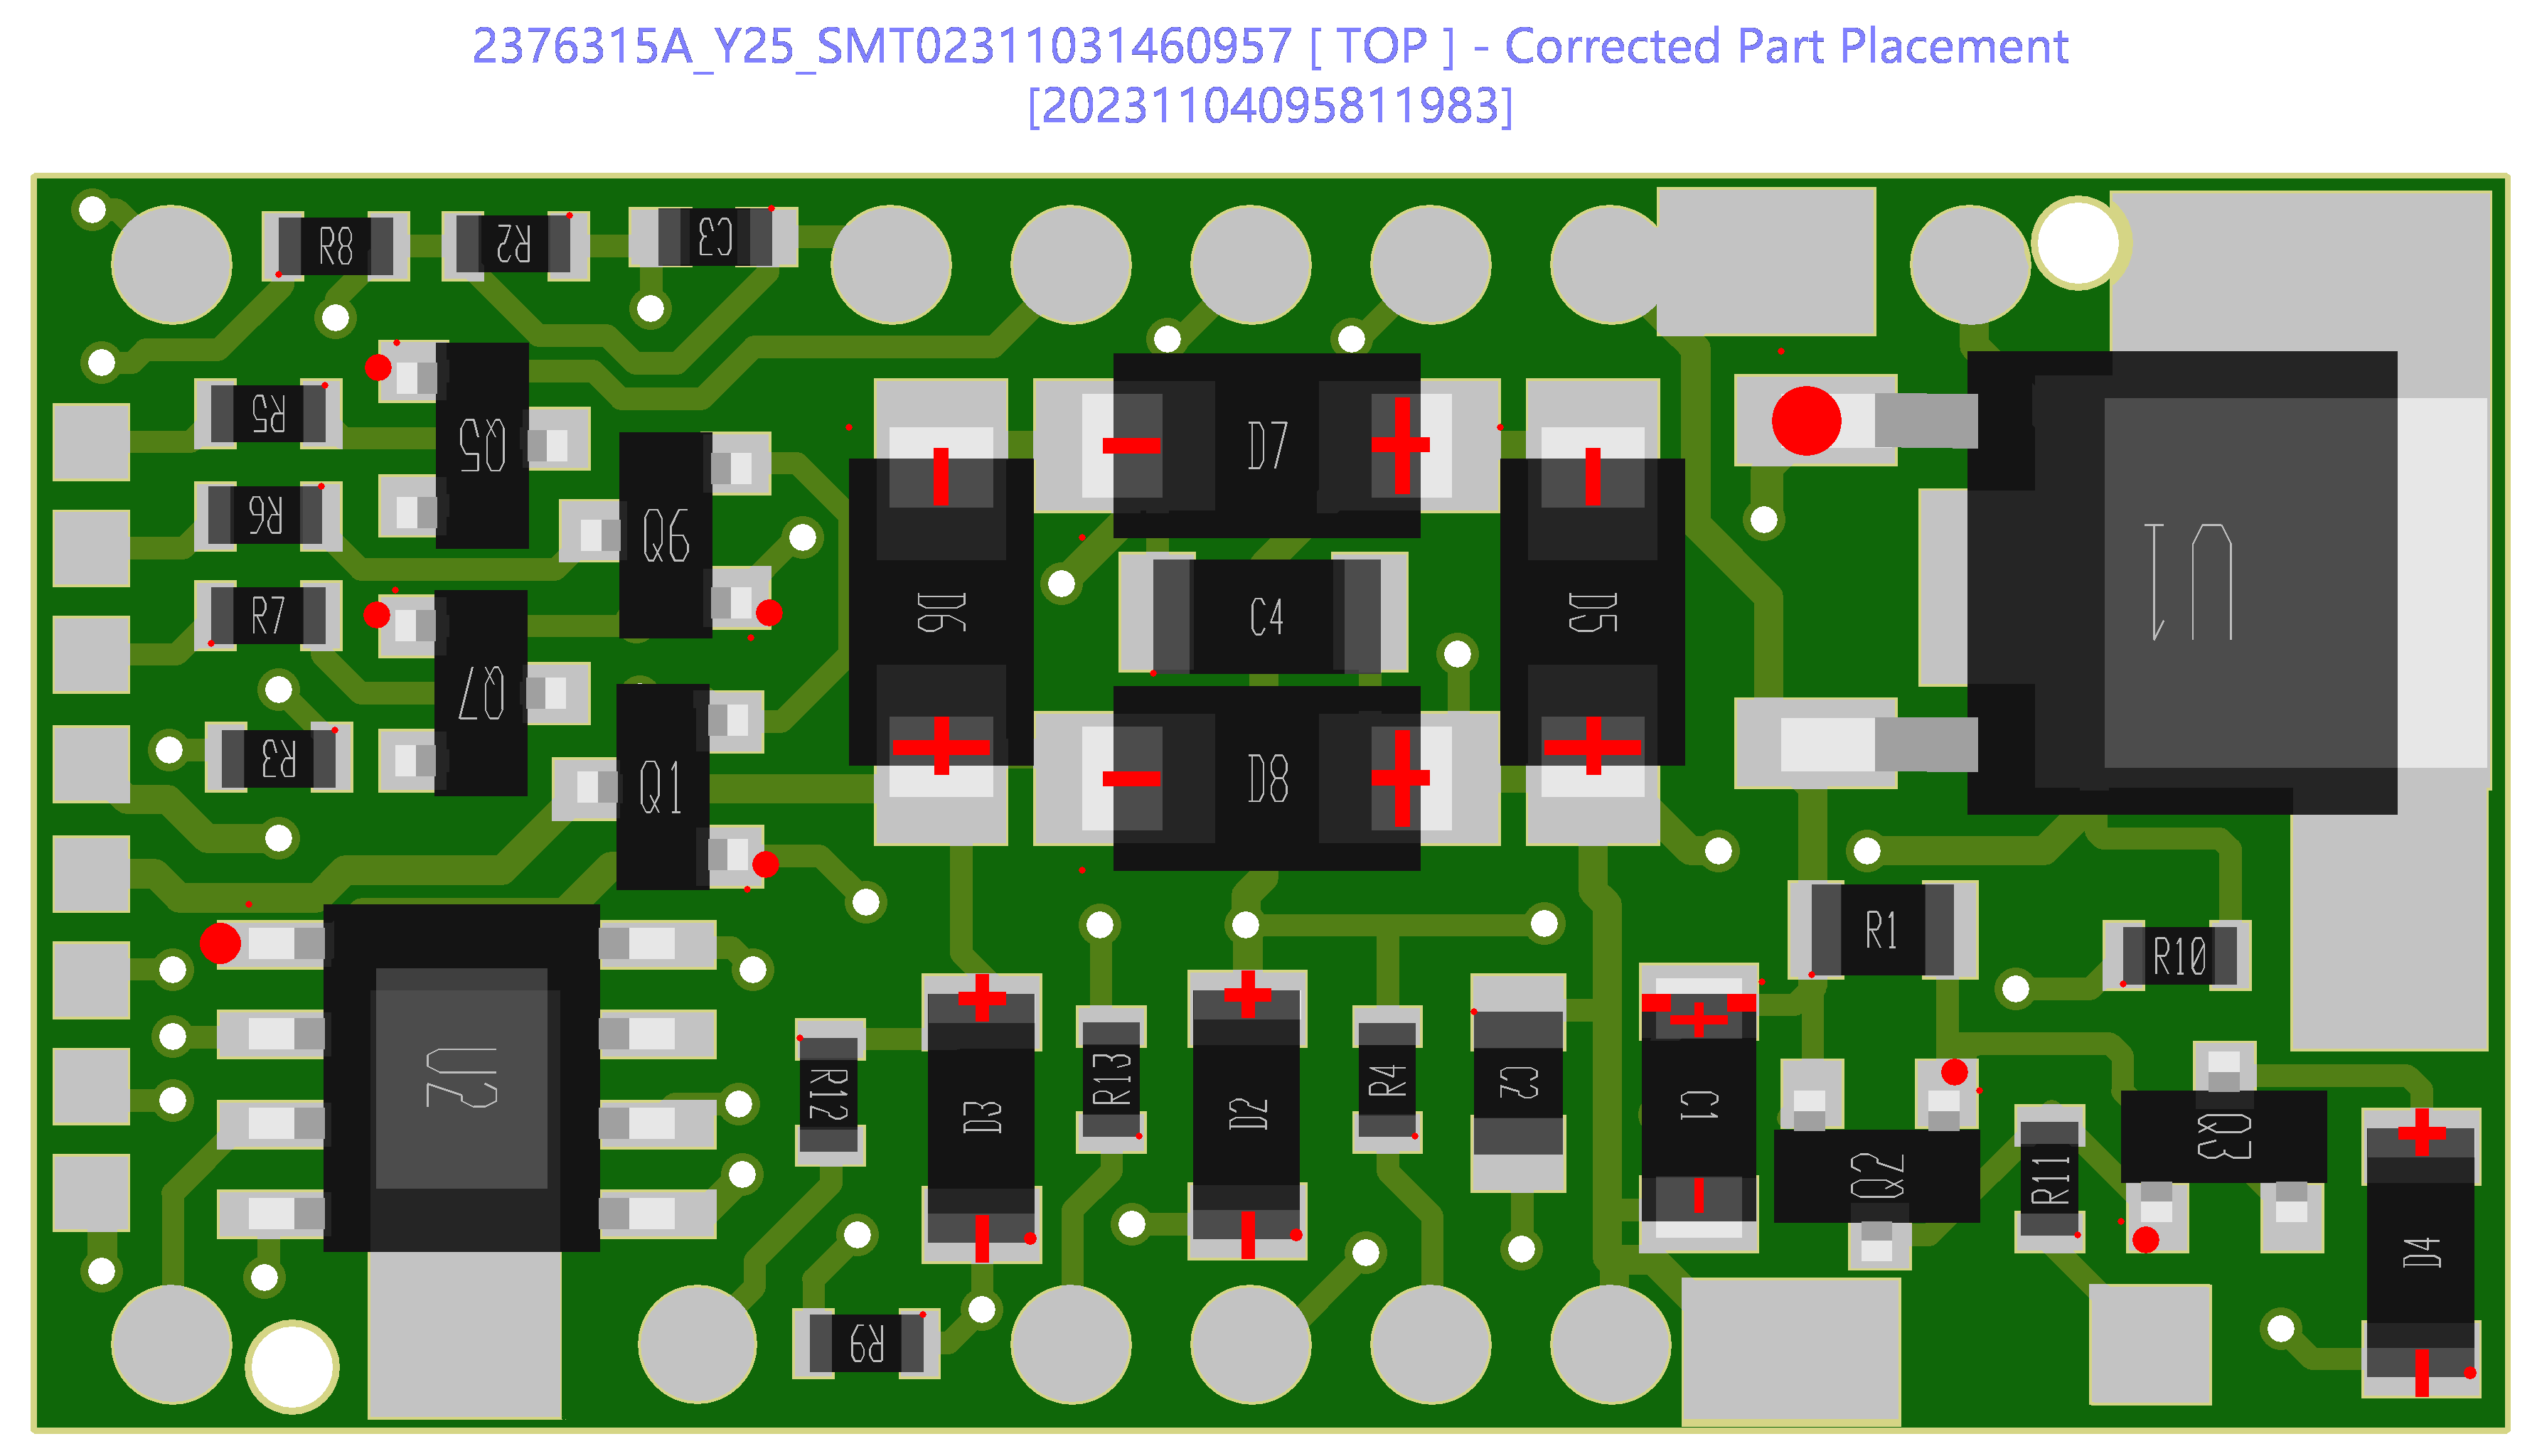 2376315A_Y25_SMT02311031460957 [ TOP ] - Corrected Part Placement
[20231104095811983]
R8 R2 C3
R5 Q5 D7
R6 Q6
U1
R7 D6 C4 D5
Q7
R3 Q1 D8
R1
R10
U2
R12 D3 R13 D2 R4 C2 C1
Q2 R11 Q3
D4
R9